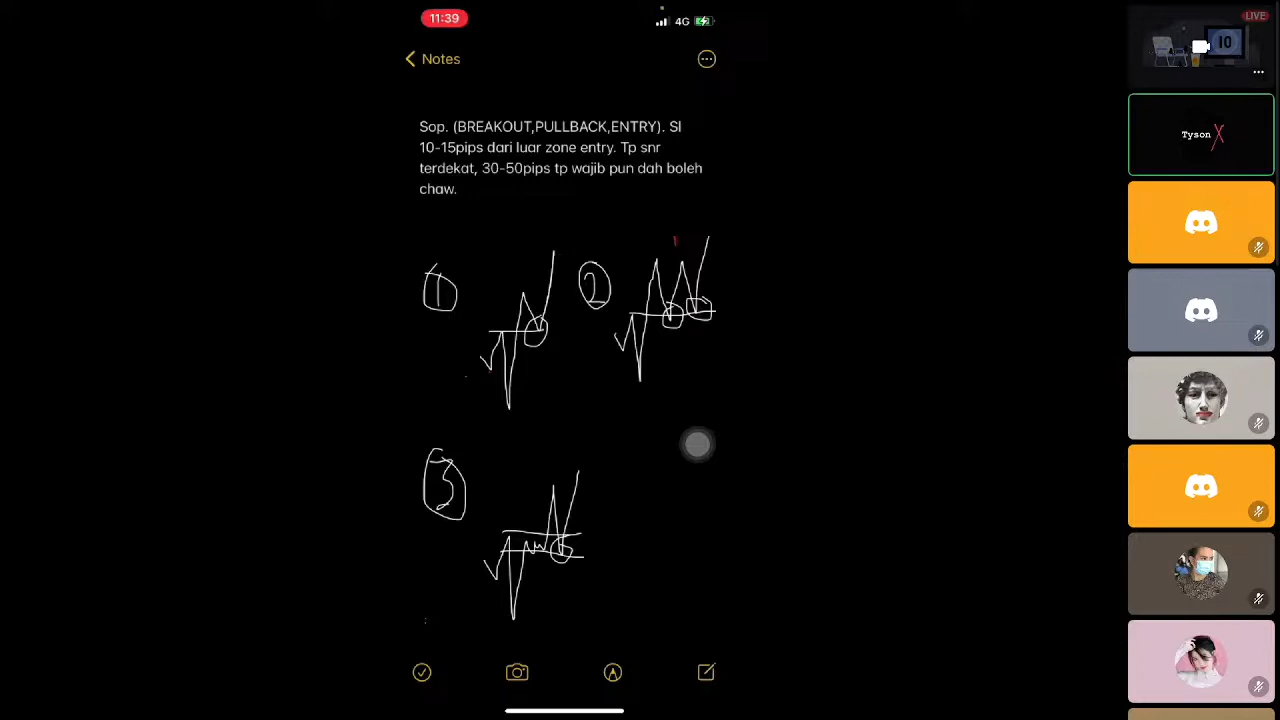 11:39
4G
Notes
LIVE
10
Tyson X
Sop. (BREAKOUT,PULLBACK,ENTRY). Sl
10-15pips dari luar zone entry. Tp snr
terdekat, 30-50pips tp wajib pun dah boleh
chaw.
1
2
3